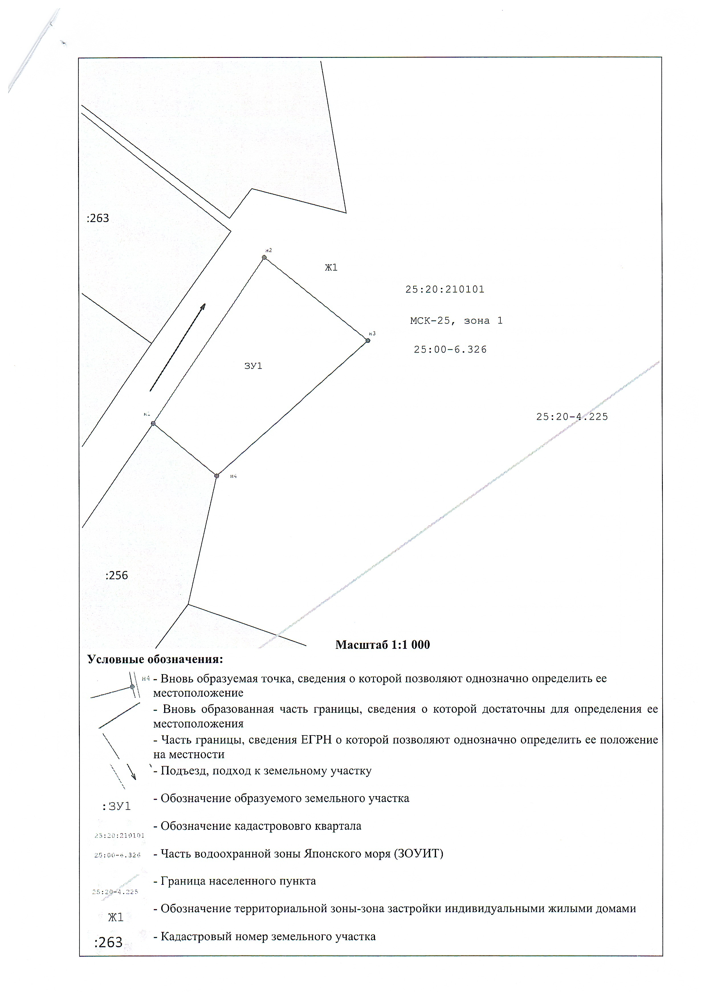 :263
н2
Ж1
25:20:210101
МСК-25, зона 1
н3
25:00-6.326
ЗУ1
н1
25:20-4.225
н4
:256
Масштаб 1:1 000
Условные обозначения:
н4 - Вновь образуемая точка, сведения о которой позволяют однозначно определить ее
местоположение
- Вновь образованная часть границы, сведения о которой достаточны для определения ее
местоположения
- Часть границы, сведения ЕГРН о которой позволяют однозначно определить ее положение
на местности
- Подъезд, подход к земельному участку
:ЗУ1 - Обозначение образуемого земельного участка
25:20:210101 - Обозначение кадастрововго квартала
25:00-6.326 - Часть водоохранной зоны Японского моря (ЗОУИТ)
25:20-4.225 - Граница населенного пункта
Ж1 - Обозначение территориальной зоны-зона застройки индивидуальными жилыми домами
:263 - Кадастровый номер земельного участка